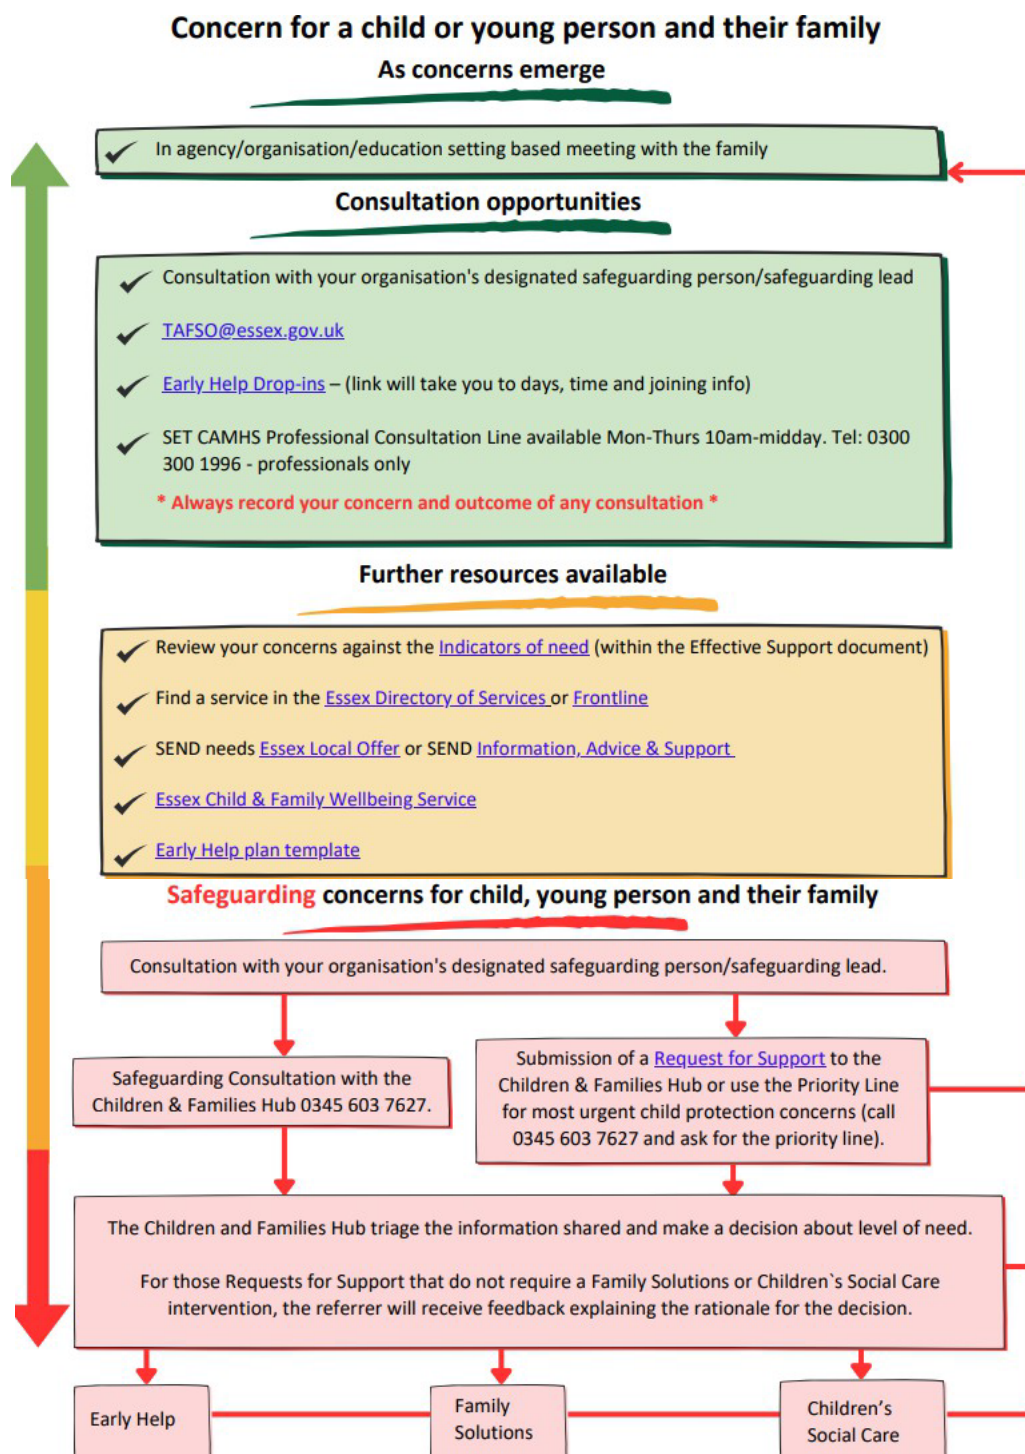 Concern for a child or young person and their family
As concerns emerge
In agency/organisation/education setting based meeting with the family
Consultation opportunities
Consultation with your organisation's designated safeguarding person/safeguarding lead
TAFSO@essex.gov.uk
Early Help Drop-ins – (link will take you to days, time and joining info)
SET CAMHS Professional Consultation Line available Mon-Thurs 10am-midday. Tel: 0300
300 1996 - professionals only
* Always record your concern and outcome of any consultation *
Further resources available
Review your concerns against the Indicators of need (within the Effective Support document)
Find a service in the Essex Directory of Services or Frontline
SEND needs Essex Local Offer or SEND Information, Advice & Support
Essex Child & Family Wellbeing Service
Early Help plan template
Safeguarding concerns for child, young person and their family
Consultation with your organisation's designated safeguarding person/safeguarding lead.
Safeguarding Consultation with the
Children & Families Hub 0345 603 7627.
Submission of a Request for Support to the
Children & Families Hub or use the Priority Line
for most urgent child protection concerns (call
0345 603 7627 and ask for the priority line).
The Children and Families Hub triage the information shared and make a decision about level of need.
For those Requests for Support that do not require a Family Solutions or Children`s Social Care
intervention, the referrer will receive feedback explaining the rationale for the decision.
Early Help
Family
Solutions
Children's
Social Care